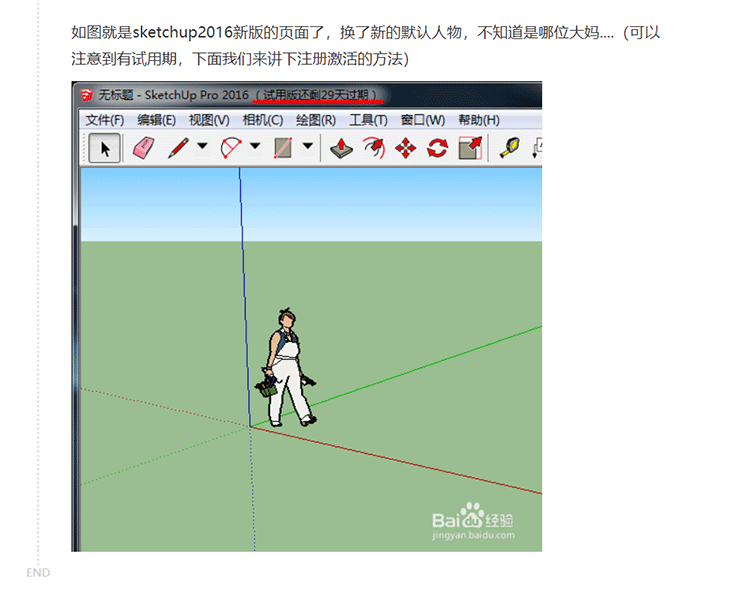 如图就是sketchup2016新版的页面了，换了新的默认人物，不知道是哪位大妈....（可以
注意到有试用期，下面我们来讲下注册激活的方法）
无标题 - SketchUp Pro 2016 （试用版还剩29天过期）
文件(F) 编辑(E) 视图(V) 相机(C) 绘图(R) 工具(T) 窗口(W) 帮助(H)
Baidu经验
jingyan.baidu.com
END